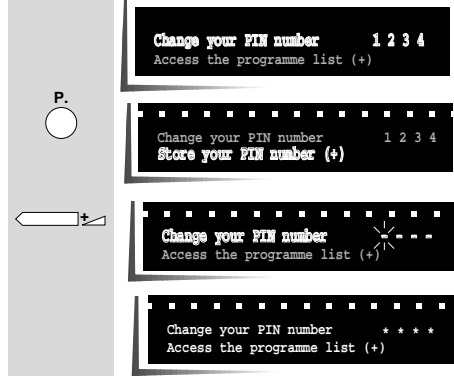 Change your PIN number 1 2 3 4
Access the programme list (+)
P.
Change your PIN number 1 2 3 4
Store your PIN number (+)
+
Change your PIN number - - - -
Access the programme list (+)
Change your PIN number * * * *
Access the programme list (+)